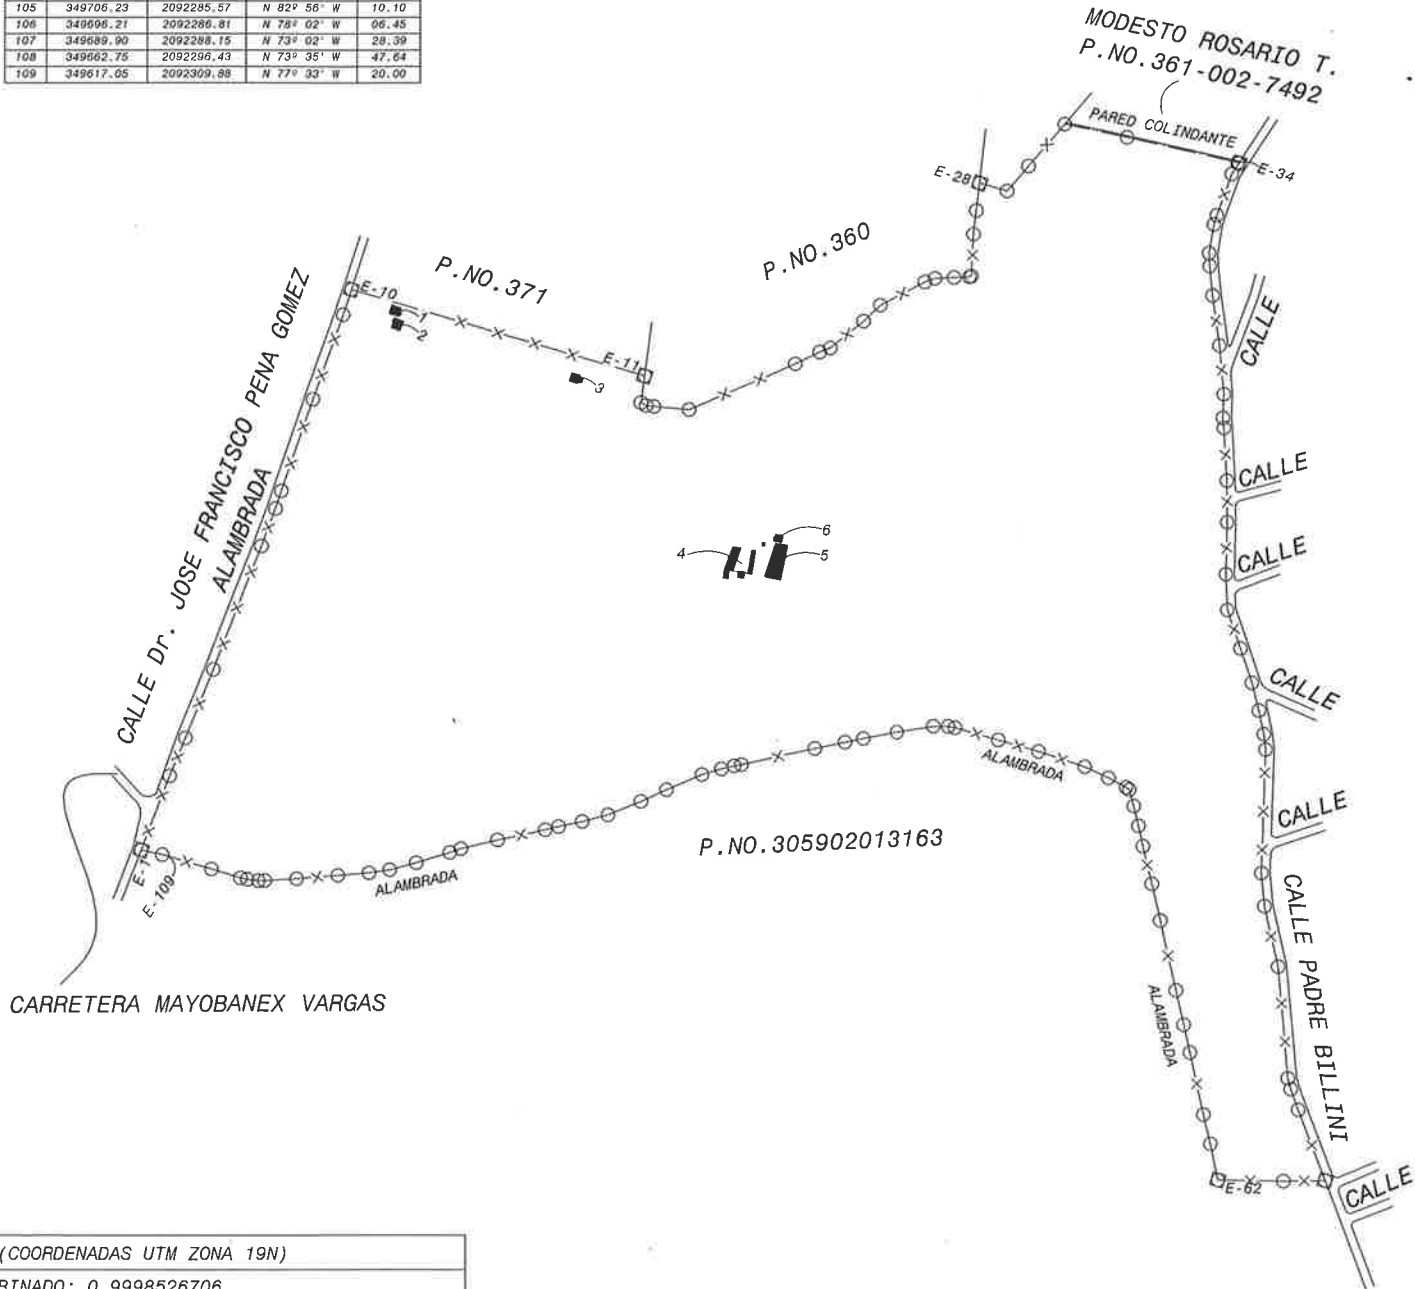 105 349706.23 2092285.57 N 82º 56' W 10.10
106 349696.21 2092286.81 N 78º 02' W 06.45
107 349689.90 2092288.15 N 73º 02' W 28.39
108 349662.75 2092296.43 N 73º 35' W 47.64
109 349617.05 2092309.88 N 77º 33' W 20.00
MODESTO ROSARIO T.
P.NO.361-002-7492
PARED COLINDANTE
E-34
E-28
P.NO.360
P.NO.371
E-10
1
2
E-11
3
CALLE Dr. JOSE FRANCISCO PENA GOMEZ
ALAMBRADA
CALLE
CALLE
CALLE
CALLE
CALLE
4
6
5
ALAMBRADA
P.NO.305902013163
ALAMBRADA
E-1
E-109
CARRETERA MAYOBANEX VARGAS
ALAMBRADA
CALLE PADRE BILLINI
E-62
CALLE
(COORDENADAS UTM ZONA 19N)
BINADO: 0.9998526706